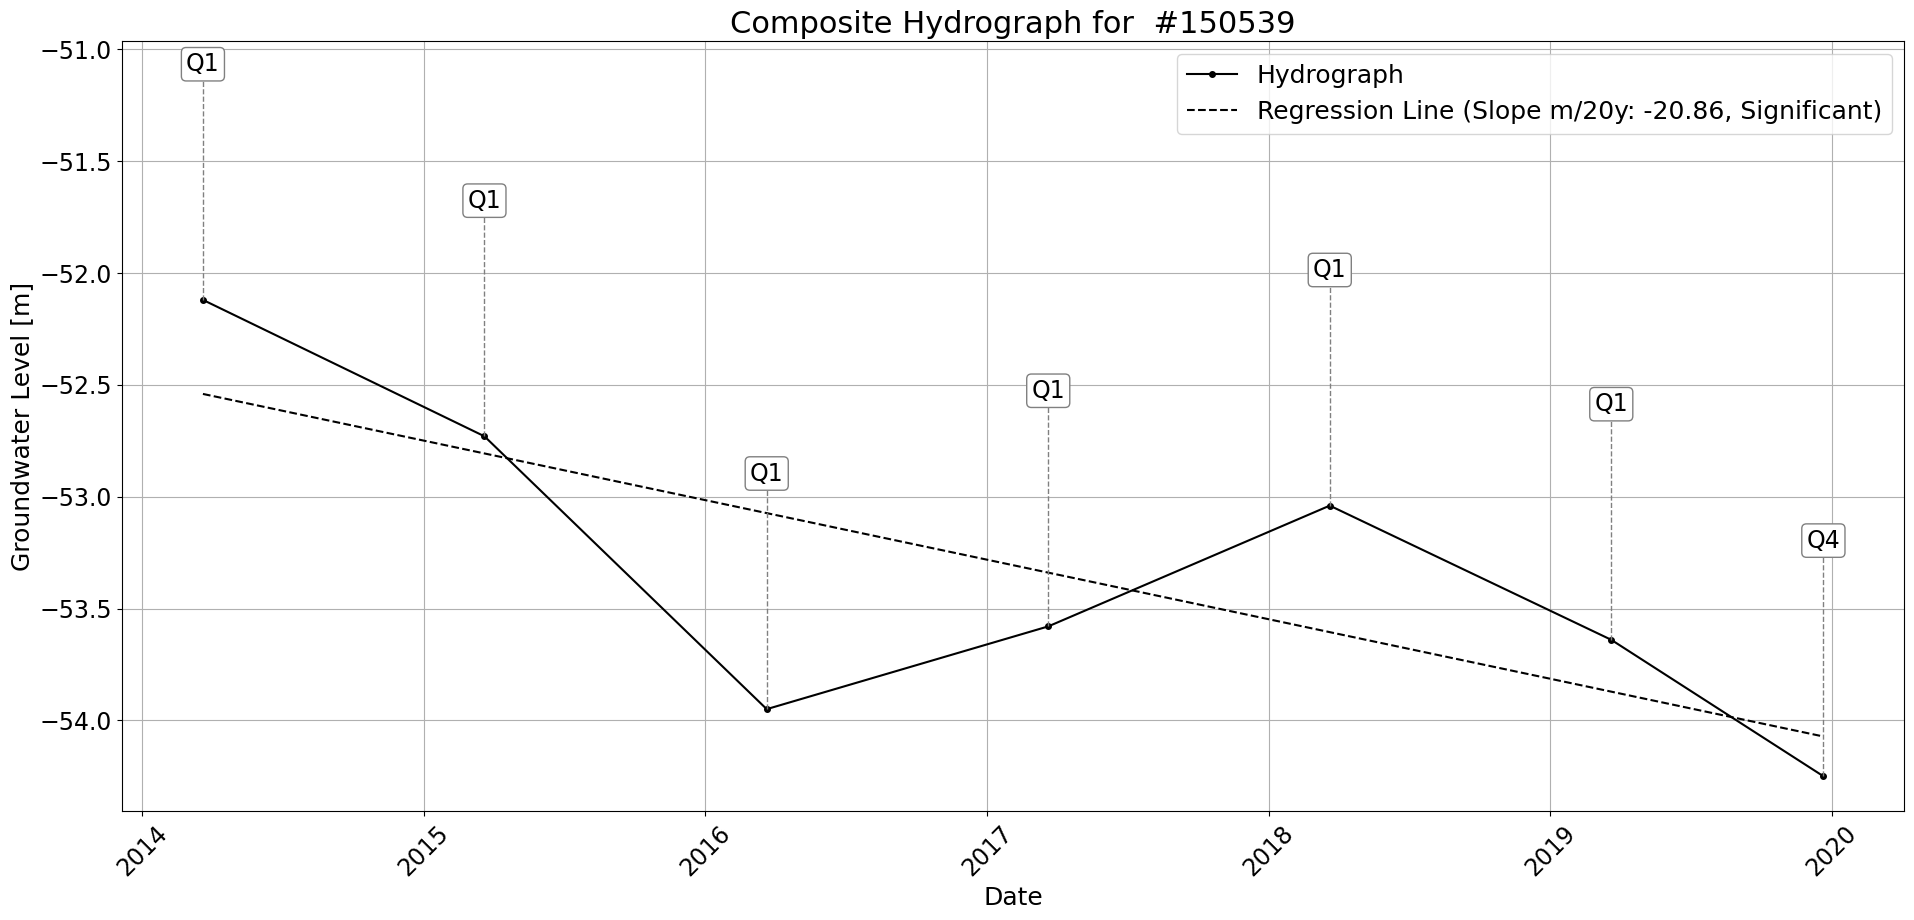 Composite Hydrograph for  #150539
Hydrograph
Regression Line (Slope m/20y: -20.86, Significant)
Groundwater Level [m]
−51.0
−51.5
−52.0
−52.5
−53.0
−53.5
−54.0
Q1
Q1
Q1
Q1
Q1
Q1
Q4
2014
2015
2016
2017
2018
2019
2020
Date